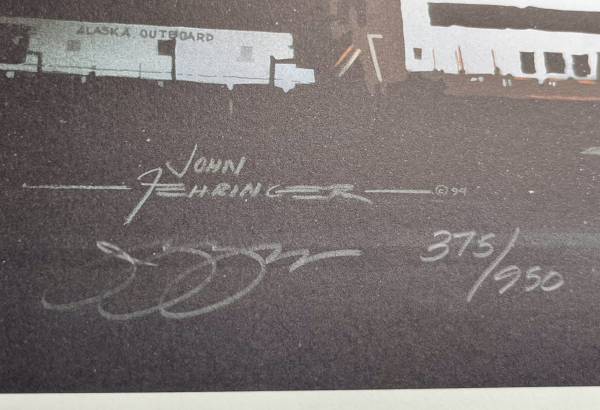 ALASKA OUTBOARD
JOHN
FEHRINGER ©94
375/950